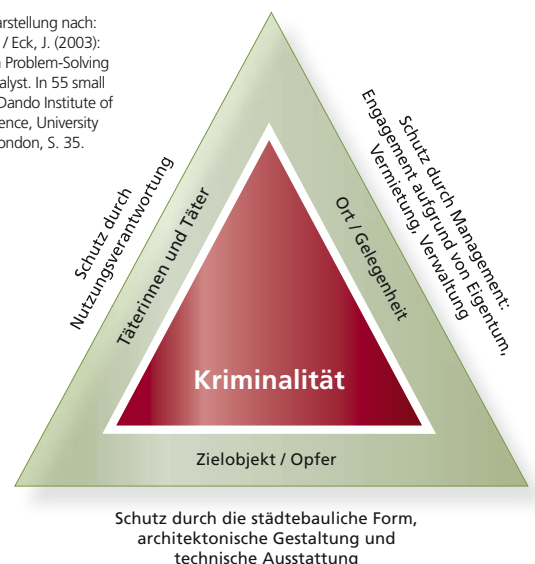 arstellung nach:
/ Eck, J. (2003):
Problem-Solving
alyst. In 55 small
Dando Institute of
ence, University
ondon, S. 35.
Schutz durch
Nutzungsverantwortung
Täterinnen und Täter
Ort / Gelegenheit
Schutz durch Management:
Engagement aufgrund von Eigentum,
Vermietung, Verwaltung
Kriminalität
Zielobjekt / Opfer
Schutz durch die städtebauliche Form,
architektonische Gestaltung und
technische Ausstattung